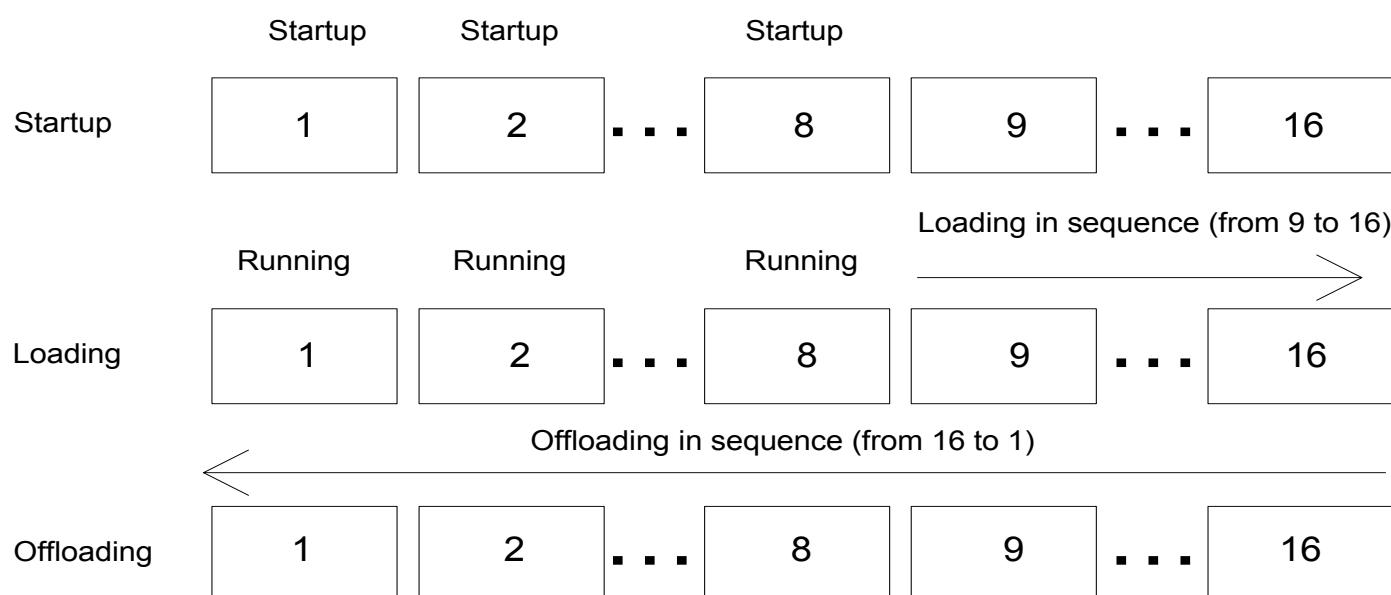 Startup Startup Startup
Startup 1 2 ... 8 9 ... 16
Loading in sequence (from 9 to 16)
Running Running Running
Loading 1 2 ... 8 9 ... 16
Offloading in sequence (from 16 to 1)
Offloading 1 2 ... 8 9 ... 16